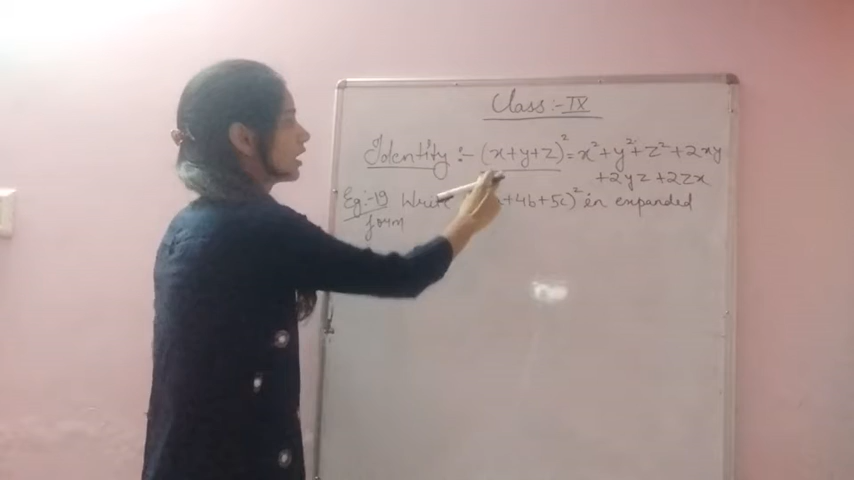 Class :- IX
Identity :- (x+y+z)² = x² + y² + z² + 2xy
+ 2yz + 2zx
Eg:-19 Write +4b+5c)² in expanded
form